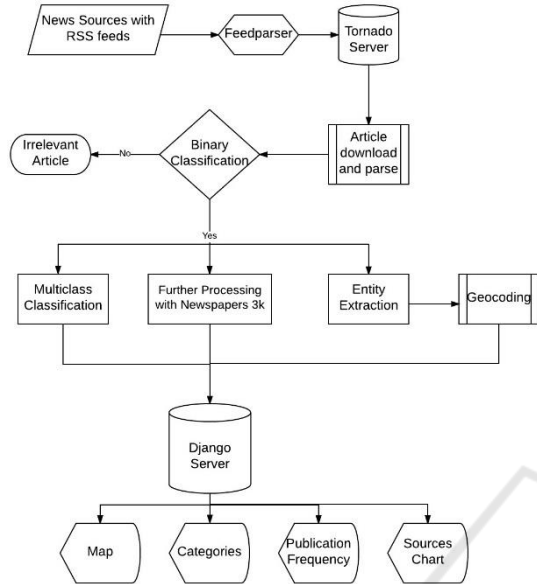 News Sources with
RSS feeds
Feedparser
Tornado
Server
Irrelevant
Article
No
Binary
Classification
Article
download
and parse
Yes
Multiclass
Classification
Further Processing
with Newspapers 3k
Entity
Extraction
Geocoding
Django
Server
Map
Categories
Publication
Frequency
Sources
Chart